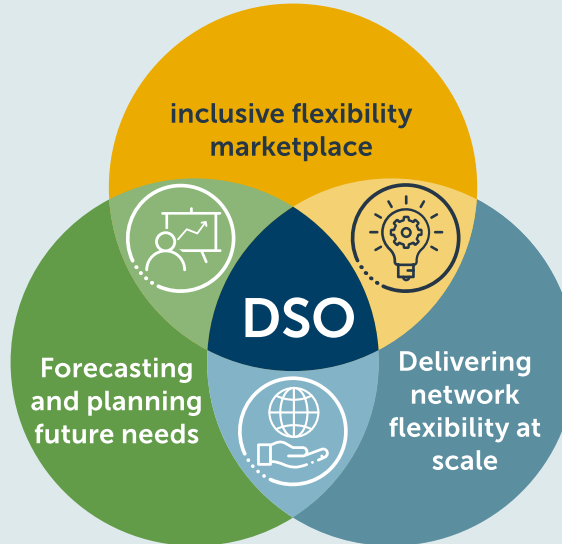 inclusive flexibility
marketplace
DSO
Forecasting
and planning
future needs
Delivering
network
flexibility at
scale